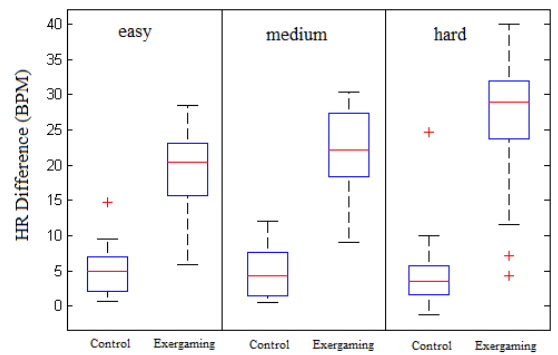 easy
medium
hard
HR Difference (BPM)
40
35
30
25
20
15
10
5
0
Control
Exergaming
Control
Exergaming
Control
Exergaming